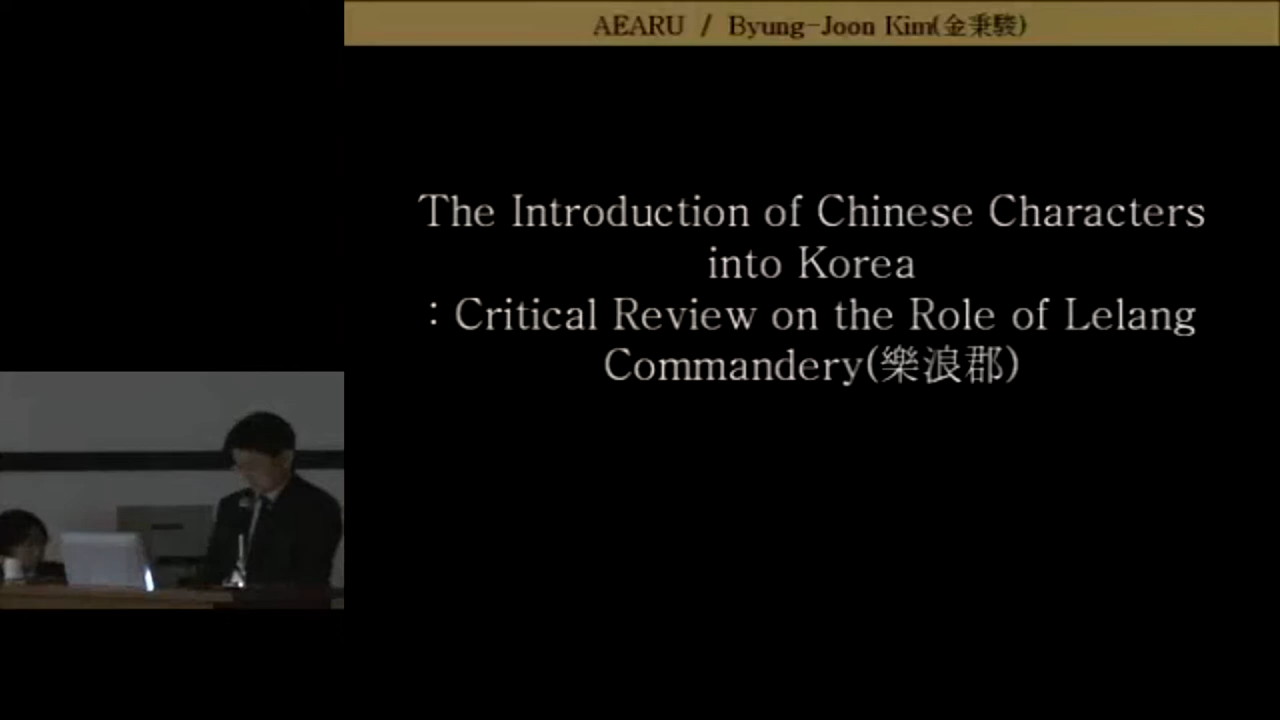 AEARU / Byung-Joon Kim(金秉駿)
The Introduction of Chinese Characters
into Korea
: Critical Review on the Role of Lelang
Commandery(樂浪郡)